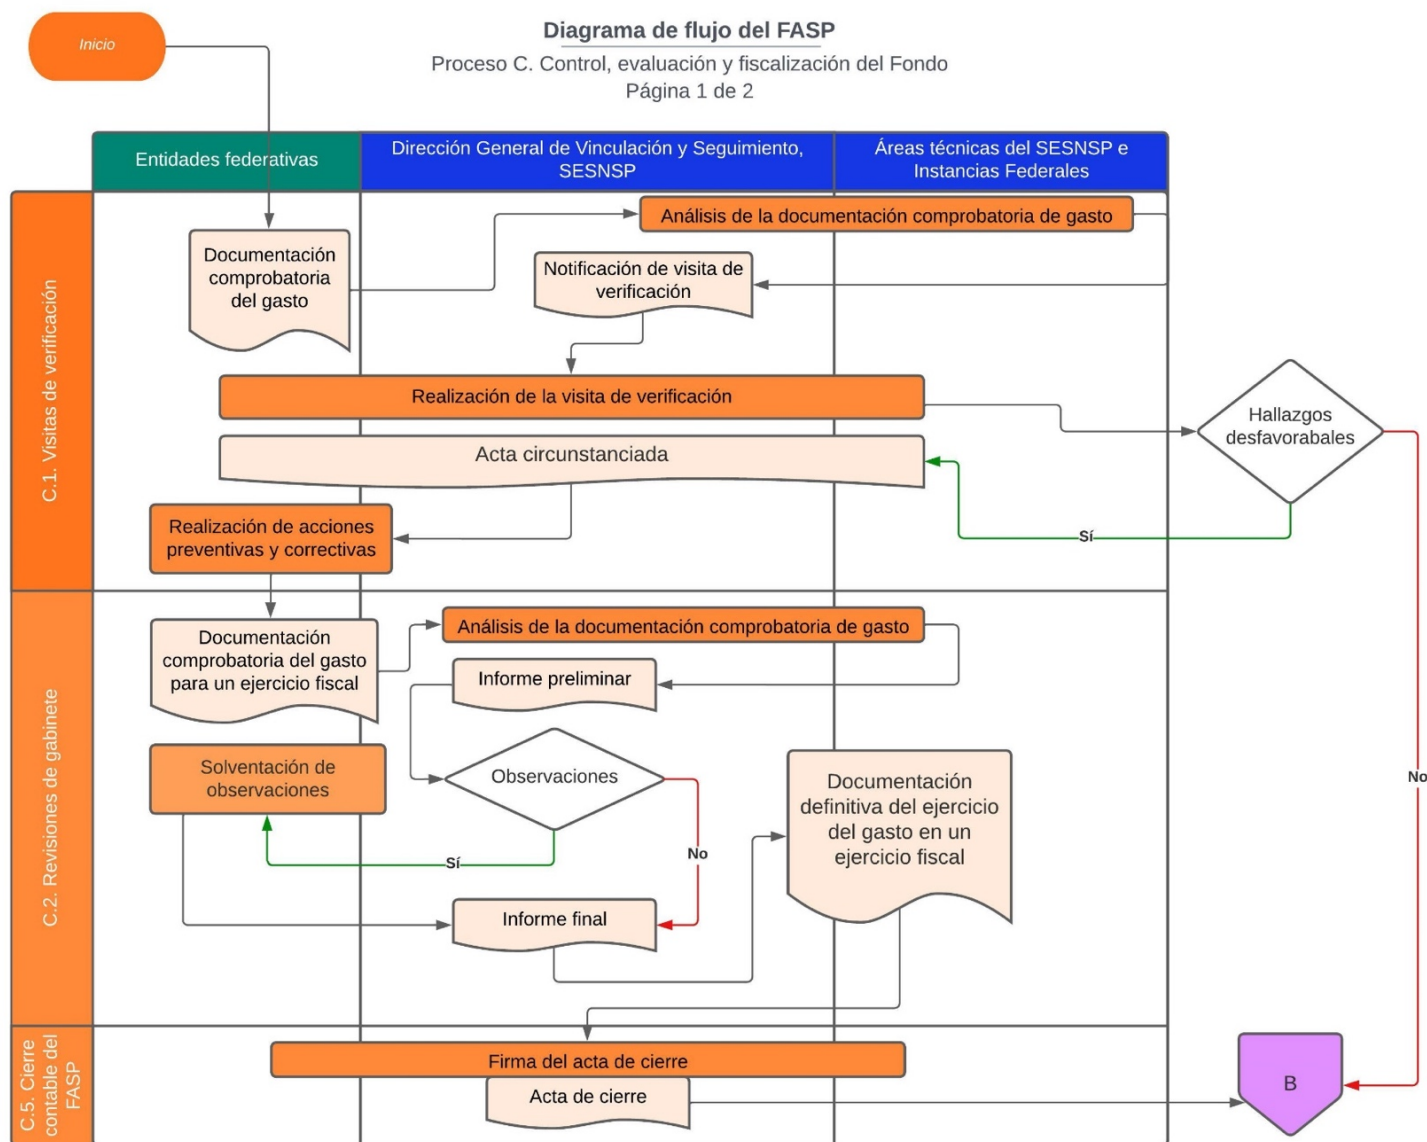 Inicio
Diagrama de flujo del FASP
Proceso C. Control, evaluación y fiscalización del Fondo
Página 1 de 2
Entidades federativas
Dirección General de Vinculación y Seguimiento,
SESNSP
Áreas técnicas del SESNSP e
Instancias Federales
C.1. Visitas de verificación
Análisis de la documentación comprobatoria de gasto
Documentación
comprobatoria
del gasto
Notificación de visita de
verificación
Realización de la visita de verificación
Hallazgos
desfavorabales
Acta circunstanciada
Sí
Realización de acciones
preventivas y correctivas
C.2. Revisiones de gabinete
Documentación
comprobatoria del gasto
para un ejercicio fiscal
Análisis de la documentación comprobatoria de gasto
Informe preliminar
Solventación de
observaciones
Observaciones
Documentación
definitiva del ejercicio
del gasto en un
ejercicio fiscal
No
Sí
No
Informe final
C.5. Cierre
contable del
FASP
Firma del acta de cierre
Acta de cierre
B